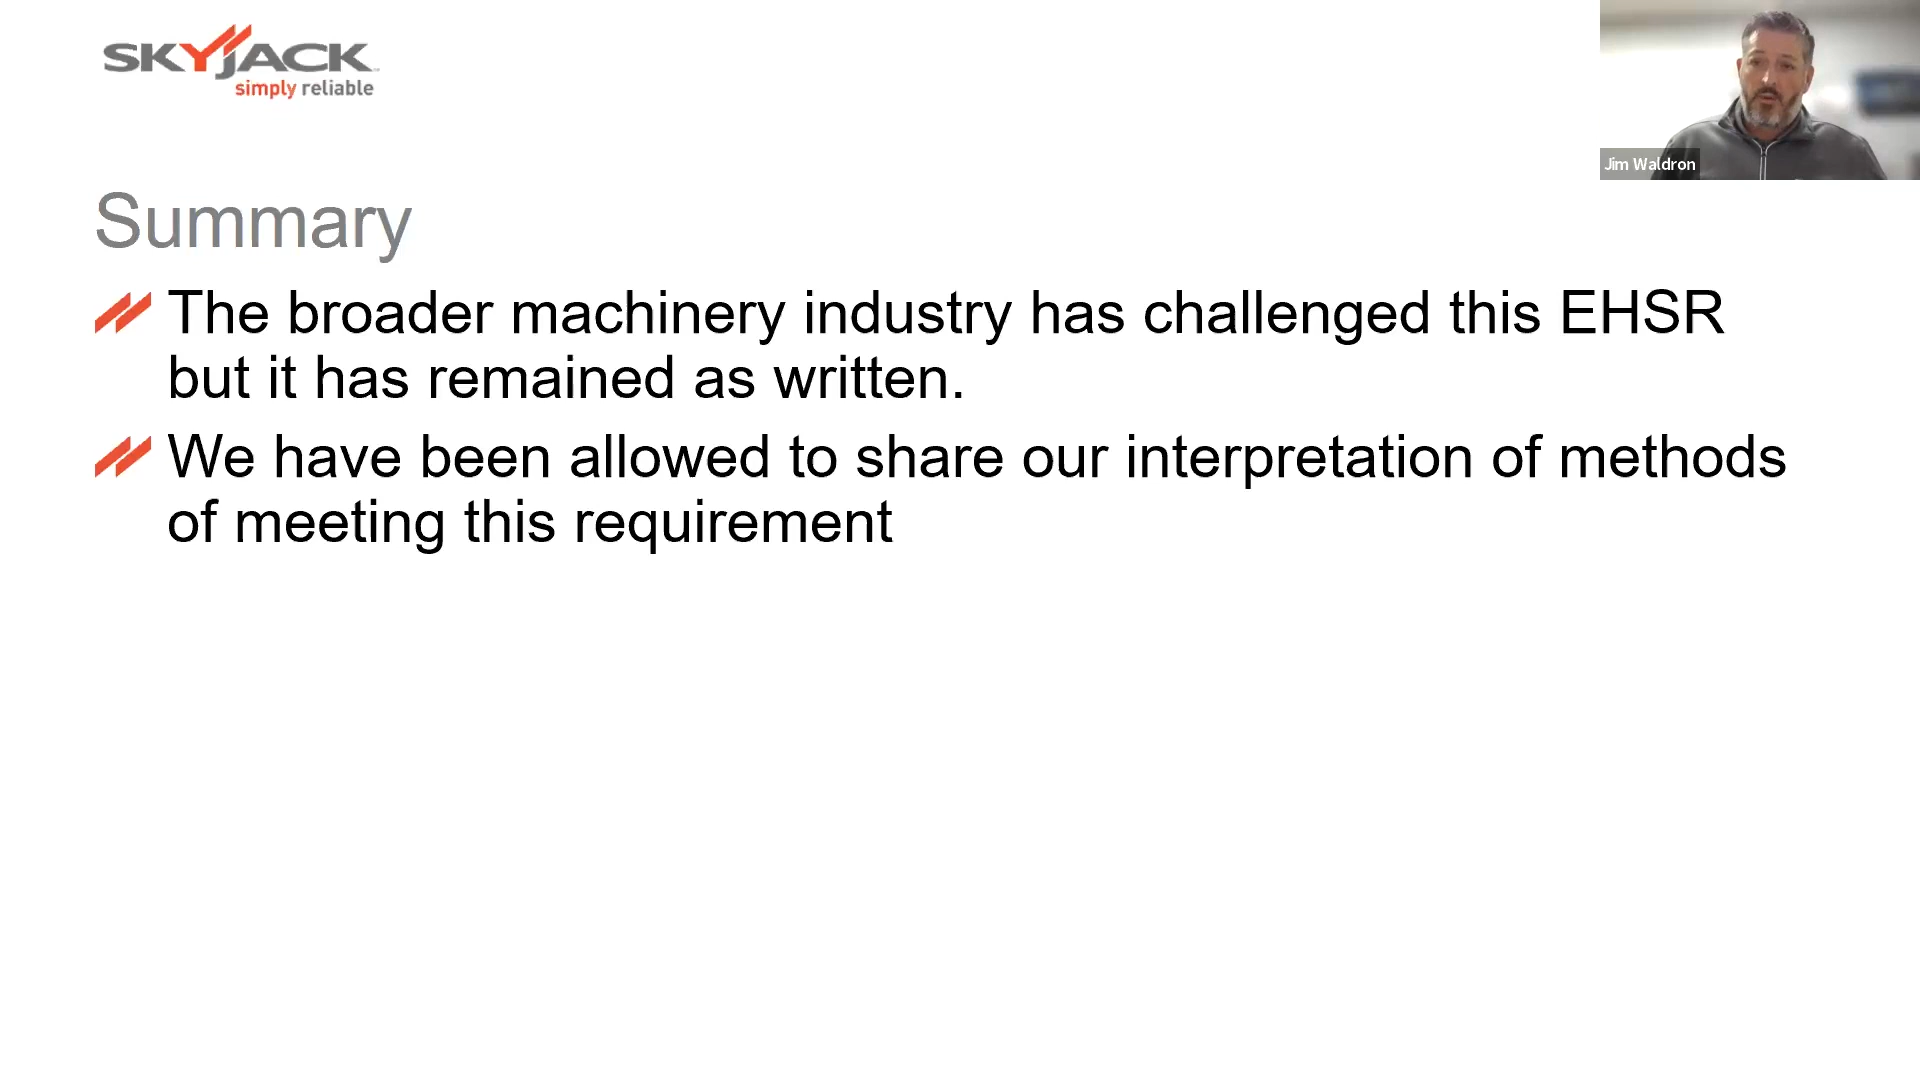 SKYJACK
simply reliable
Jim Waldron
Summary
The broader machinery industry has challenged this EHSR
but it has remained as written.
We have been allowed to share our interpretation of methods
of meeting this requirement